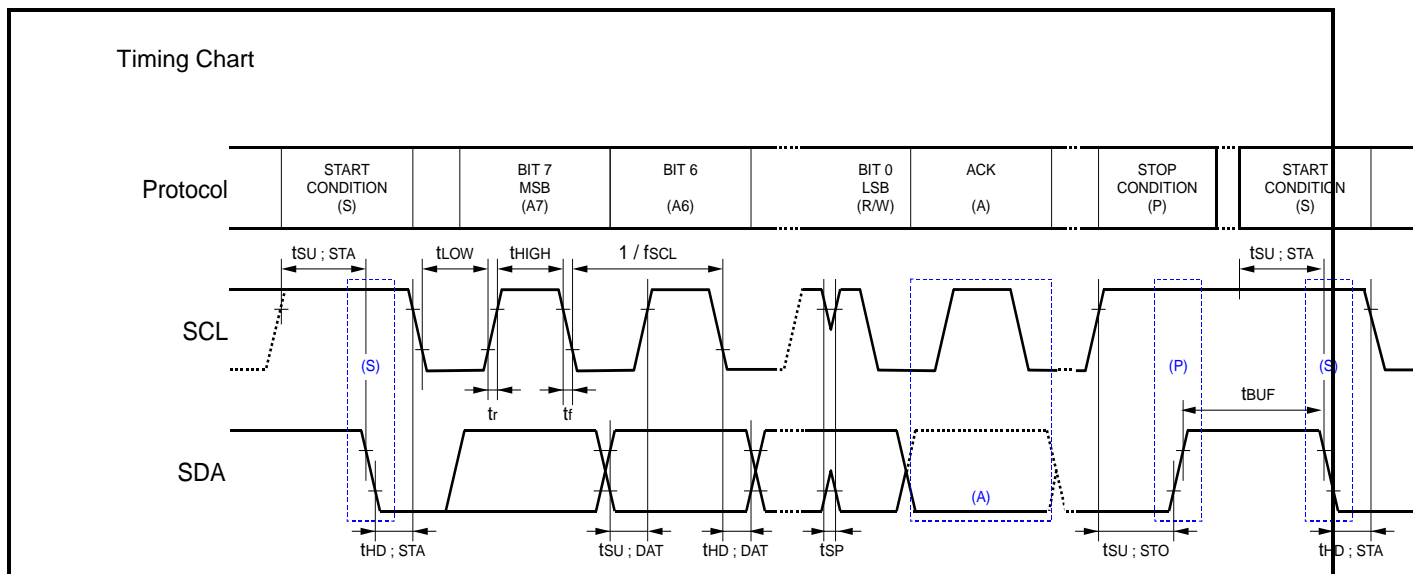 Timing Chart
Protocol
START CONDITION (S)
BIT 7 MSB (A7)
BIT 6 (A6)
BIT 0 LSB (R/W)
ACK (A)
STOP CONDITION (P)
START CONDITION (S)
tSU ; STA
tLOW
tHIGH
1 / fSCL
tSU ; STA
SCL
(S)
(P)
(S)
tr
tf
tBUF
SDA
(A)
tHD ; STA
tSU ; DAT
tHD ; DAT
tSP
tSU ; STO
tHD ; STA